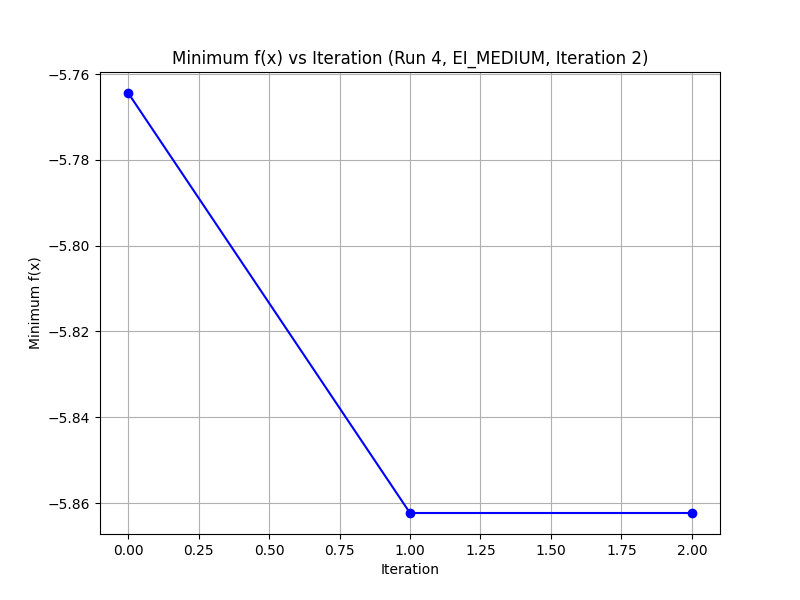 Minimum f(x) vs Iteration (Run 4, EI_MEDIUM, Iteration 2)
Minimum f(x)
−5.76
−5.78
−5.80
−5.82
−5.84
−5.86
0.00 0.25 0.50 0.75 1.00 1.25 1.50 1.75 2.00
Iteration